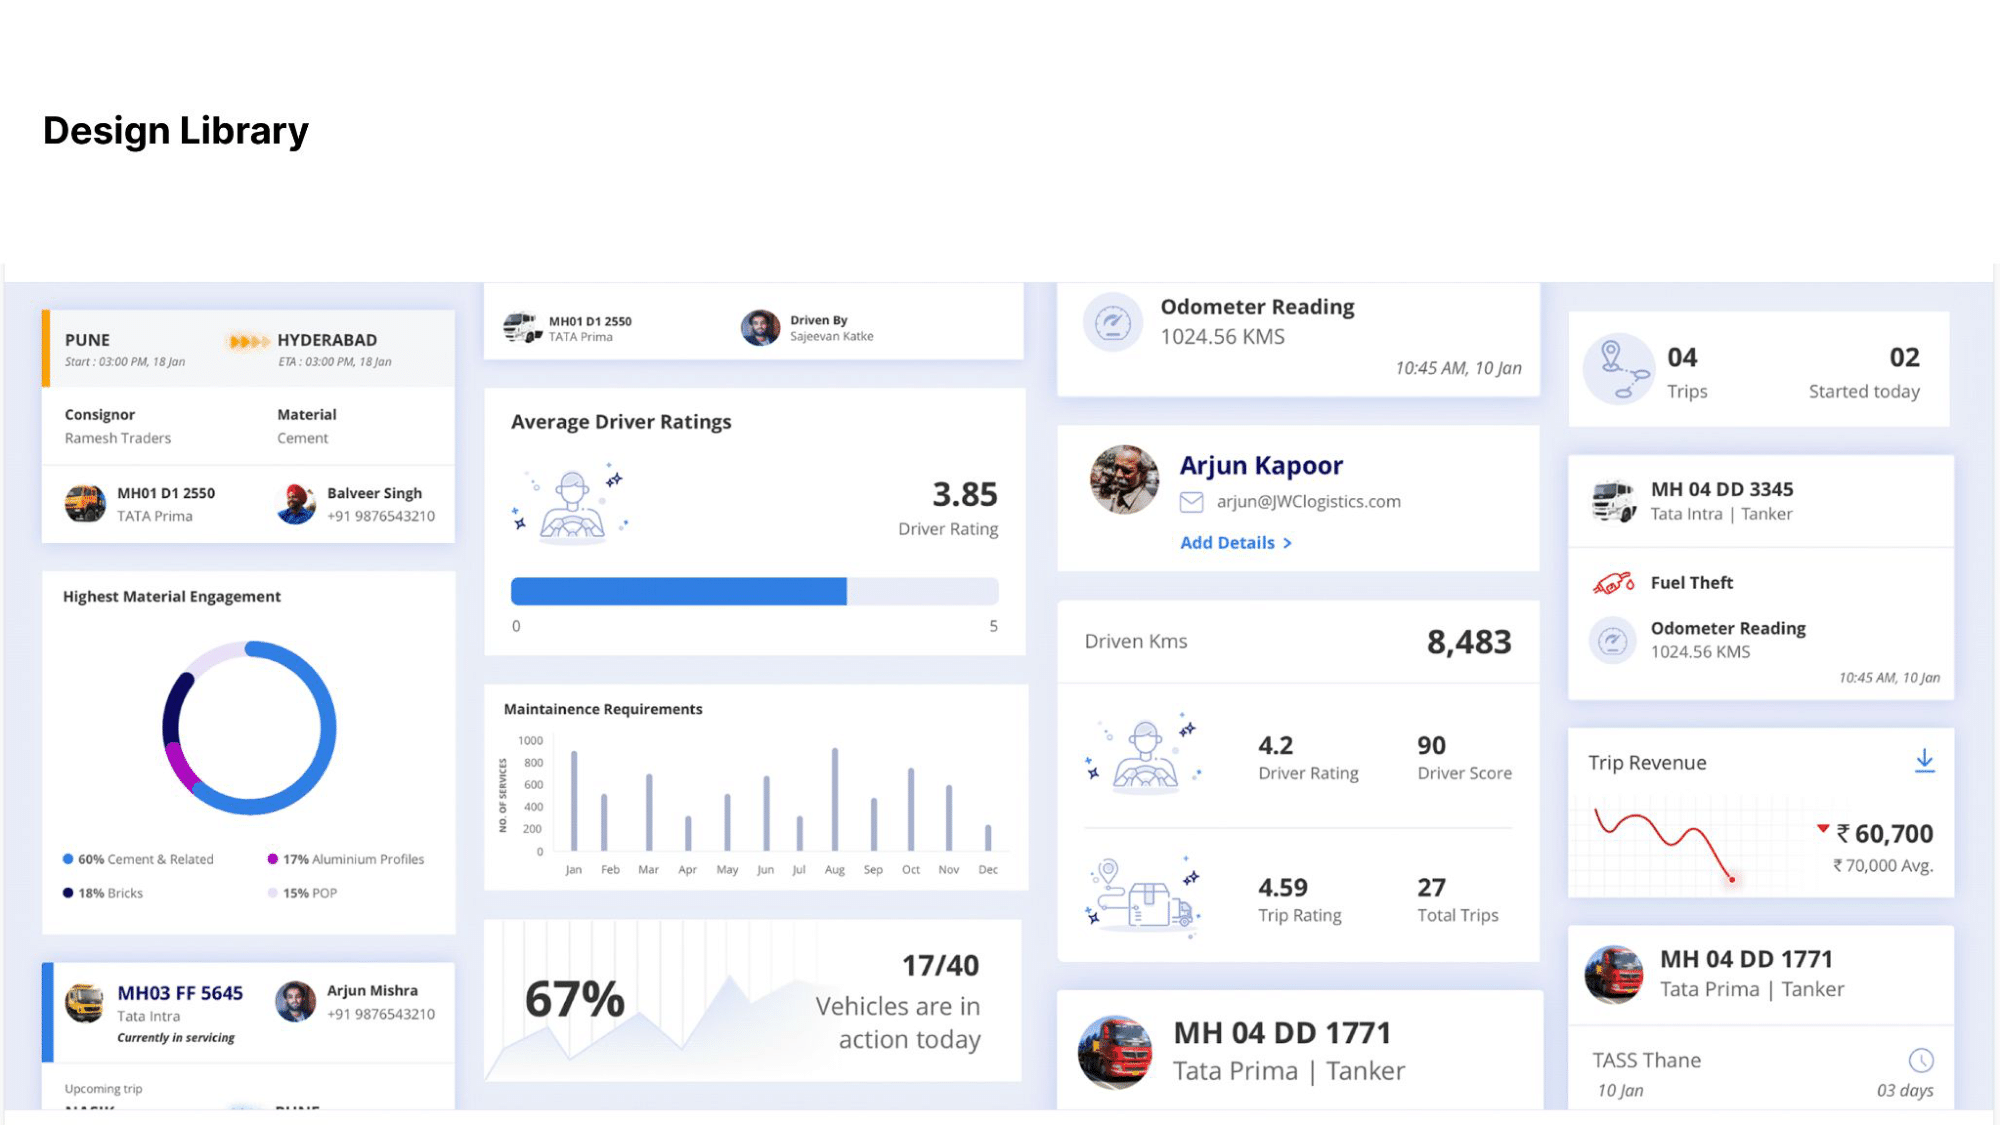 Design Library
PUNE
HYDERABAD
Start : 03:00 PM, 18 Jan
ETA : 03:00 PM, 18 Jan
Consignor
Material
Ramesh Traders
Cement
MH01 D1 2550
TATA Prima
Balveer Singh
+91 9876543210
Highest Material Engagement
60% Cement & Related
17% Aluminium Profiles
18% Bricks
15% POP
MH03 FF 5645
Tata Intra
Currently in servicing
Arjun Mishra
+91 9876543210
Upcoming trip
NASIK
PUNE
MH01 D1 2550
TATA Prima
Driven By
Sajeevan Katke
Average Driver Ratings
3.85
Driver Rating
0
5
Maintainence Requirements
NO. OF SERVICES
1000
800
600
400
200
0
Jan Feb Mar Apr May Jun Jul Aug Sep Oct Nov Dec
67%
17/40
Vehicles are in
action today
Odometer Reading
1024.56 KMS
10:45 AM, 10 Jan
Arjun Kapoor
arjun@JWClogistics.com
Add Details >
Driven Kms
8,483
4.2
90
Driver Rating
Driver Score
4.59
27
Trip Rating
Total Trips
MH 04 DD 1771
Tata Prima | Tanker
04
02
Trips
Started today
MH 04 DD 3345
Tata Intra | Tanker
Fuel Theft
Odometer Reading
1024.56 KMS
10:45 AM, 10 Jan
Trip Revenue
₹ 60,700
₹ 70,000 Avg.
MH 04 DD 1771
Tata Prima | Tanker
TASS Thane
10 Jan
03 days